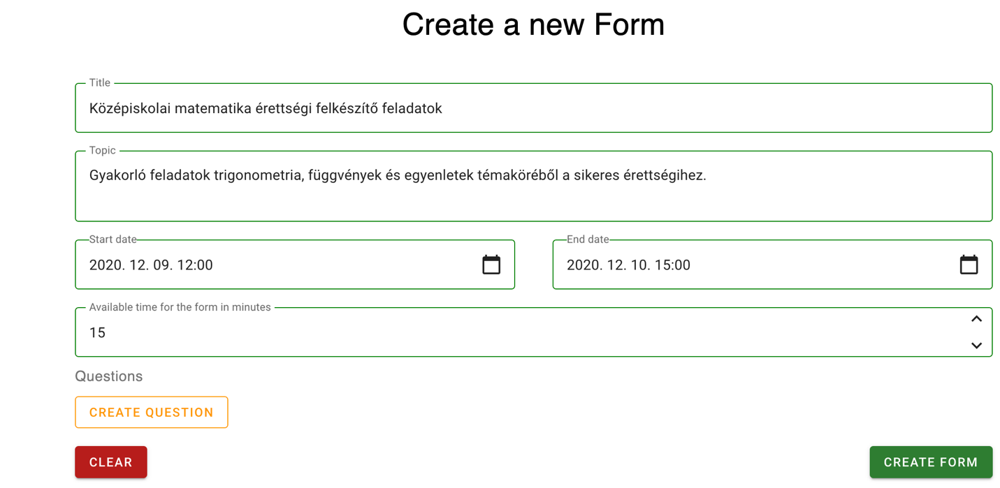 Create a new Form
Title
Középiskolai matematika érettségi felkészítő feladatok
Topic
Gyakorló feladatok trigonometria, függvények és egyenletek témaköréből a sikeres érettségihez.
Start date
2020. 12. 09. 12:00
End date
2020. 12. 10. 15:00
Available time for the form in minutes
15
Questions
CREATE QUESTION
CLEAR
CREATE FORM